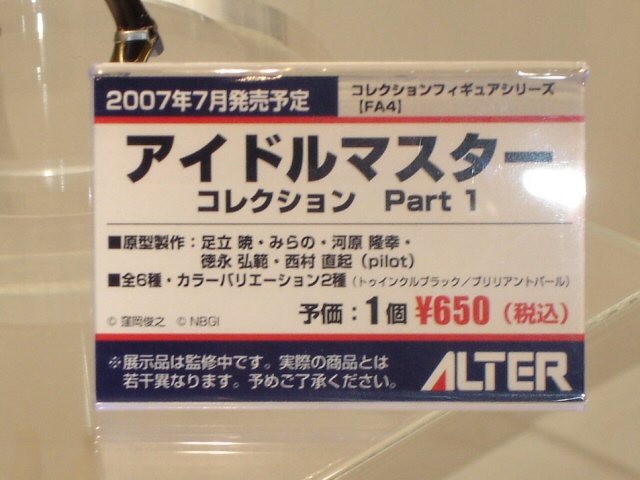 2007年7月発売予定
コレクションフィギュアシリーズ
【FA4】
アイドルマスター
コレクション Part 1
■原型製作：足立 暁・みらの・河原 隆幸・
徳永 弘範・西村 直起（pilot）
■全6種・カラーバリエーション2種（トゥインクルブラック／ブリリアントパール）
予価：1個 ¥650（税込）
© 窪岡俊之 © NBGI
※展示品は監修中です。実際の商品とは
若干異なります。予めご了承ください。
ALTER